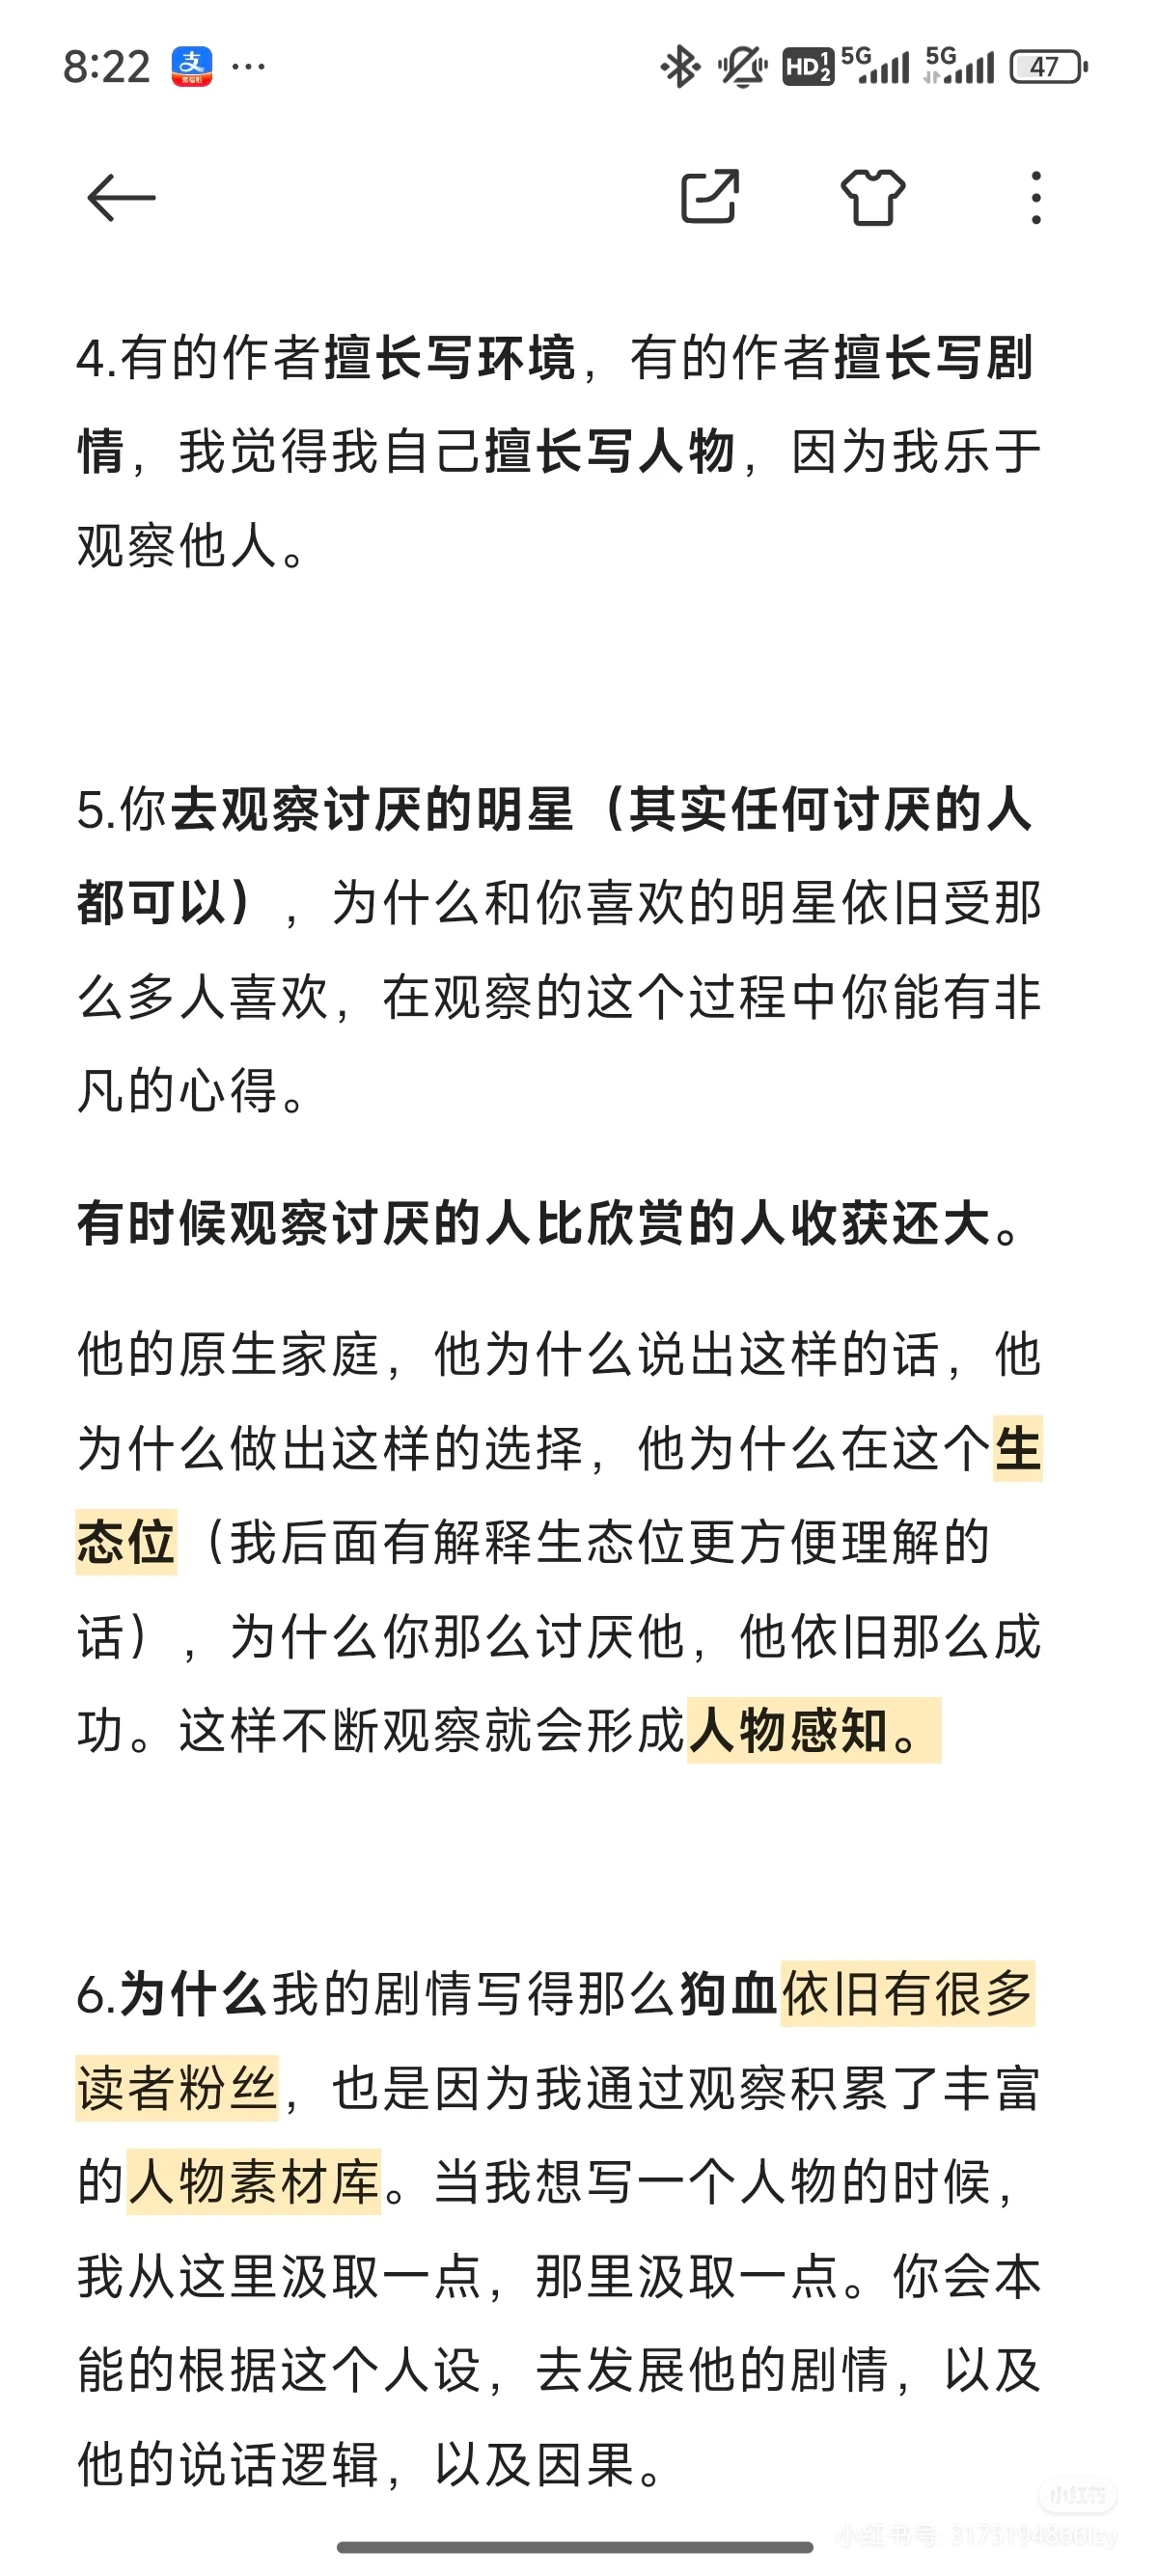 8:22 支 ··· HD 1 2 5G 5G 47
4.有的作者擅长写环境，有的作者擅长写剧
情，我觉得我自己擅长写人物，因为我乐于
观察他人。
5.你去观察讨厌的明星（其实任何讨厌的人
都可以），为什么和你喜欢的明星依旧受那
么多人喜欢，在观察的这个过程中你能有非
凡的心得。
有时候观察讨厌的人比欣赏的人收获还大。
他的原生家庭，他为什么说出这样的话，他
为什么做出这样的选择，他为什么在这个生
态位（我后面有解释生态位更方便理解的
话），为什么你那么讨厌他，他依旧那么成
功。这样不断观察就会形成人物感知。
6.为什么我的剧情写得那么狗血依旧有很多
读者粉丝，也是因为我通过观察积累了丰富
的人物素材库。当我想写一个人物的时候，
我从这里汲取一点，那里汲取一点。你会本
能的根据这个人设，去发展他的剧情，以及
他的说话逻辑，以及因果。
小红书
小红书号: 3175194866lzy